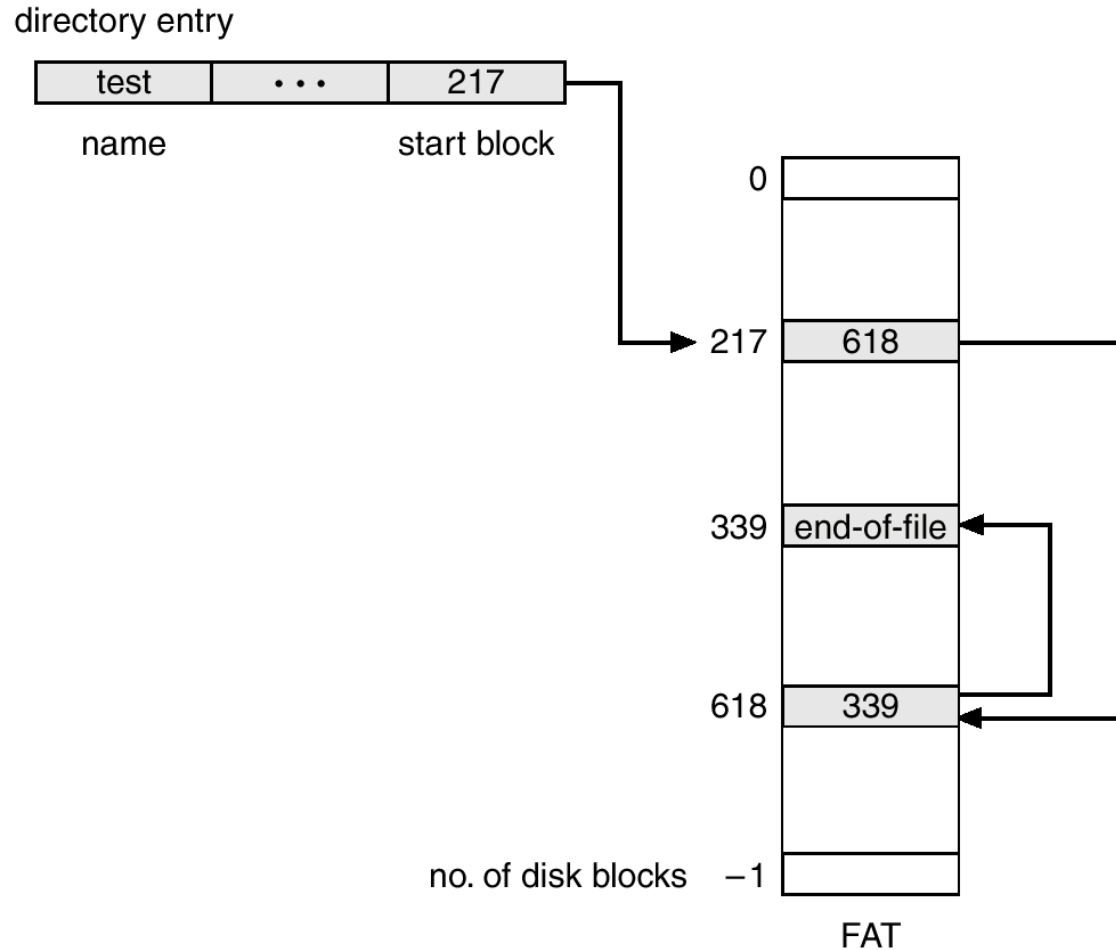 directory entry
test • • • 217
name start block
0
217 618
339 end-of-file
618 339
no. of disk blocks −1
FAT